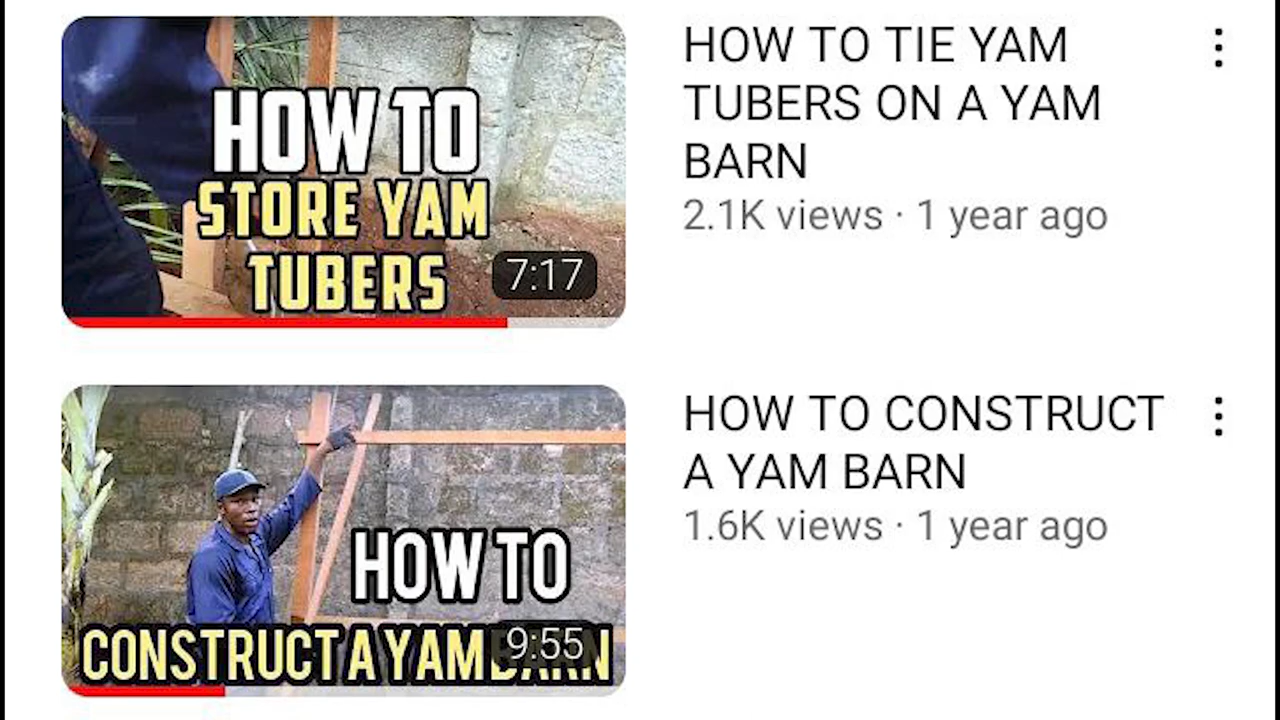 HOW TO
STORE YAM
TUBERS
7:17
HOW TO TIE YAM
TUBERS ON A YAM
BARN
2.1K views · 1 year ago
HOW TO
CONSTRUCT A YAM BARN
9:55
HOW TO CONSTRUCT
A YAM BARN
1.6K views · 1 year ago